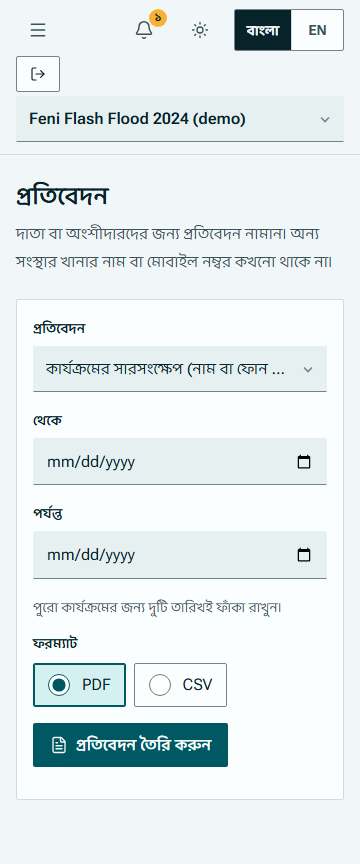 ১
বাংলা EN
Feni Flash Flood 2024 (demo)
প্রতিবেদন
দাতা বা অংশীদারদের জন্য প্রতিবেদন নামান। অন্য
সংস্থার খানার নাম বা মোবাইল নম্বর কখনো থাকে না।
প্রতিবেদন
কার্যক্রমের সারসংক্ষেপ (নাম বা ফোন ...
থেকে
mm/dd/yyyy
পর্যন্ত
mm/dd/yyyy
পুরো কার্যক্রমের জন্য দুটি তারিখই ফাঁকা রাখুন।
ফরম্যাট
PDF CSV
প্রতিবেদন তৈরি করুন